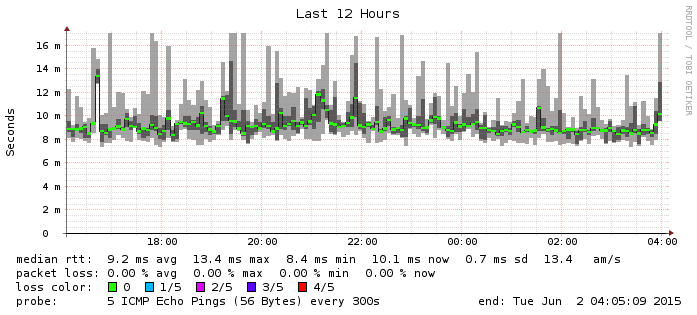 Last 12 Hours
RRDTOOL / TOBI OETIKER
Seconds
16 m
14 m
12 m
10 m
8 m
6 m
4 m
2 m
0
18:00 20:00 22:00 00:00 02:00 04:00
median rtt: 9.2 ms avg 13.4 ms max 8.4 ms min 10.1 ms now 0.7 ms sd 13.4 am/s
packet loss: 0.00 % avg 0.00 % max 0.00 % min 0.00 % now
loss color: 0 1/5 2/5 3/5 4/5
probe: 5 ICMP Echo Pings (56 Bytes) every 300s end: Tue Jun 2 04:05:09 2015